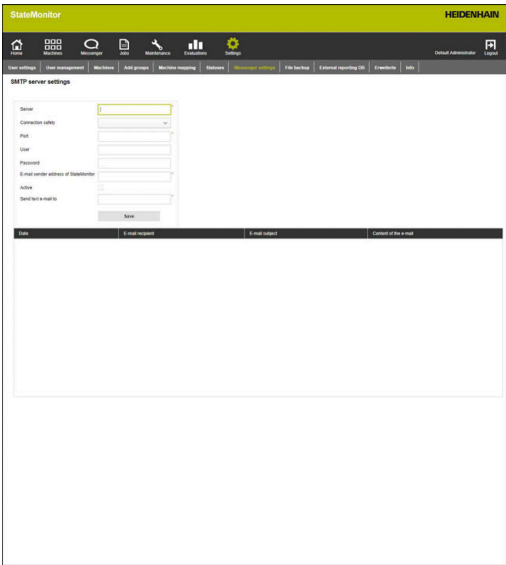 StateMonitor HEIDENHAIN
Home Machines Messenger Jobs Maintenance Evaluations Settings Default Administrator Logout
User settings User management Machines Add groups Machine mapping Statuses Messenger settings File backup External reporting DB Info
SMTP server settings
Server *
Connection safety
Port *
User
Password
E-mail sender address of StateMonitor *
Active
Send test e-mail to *
Save
Date E-mail recipient E-mail subject Content of the e-mail